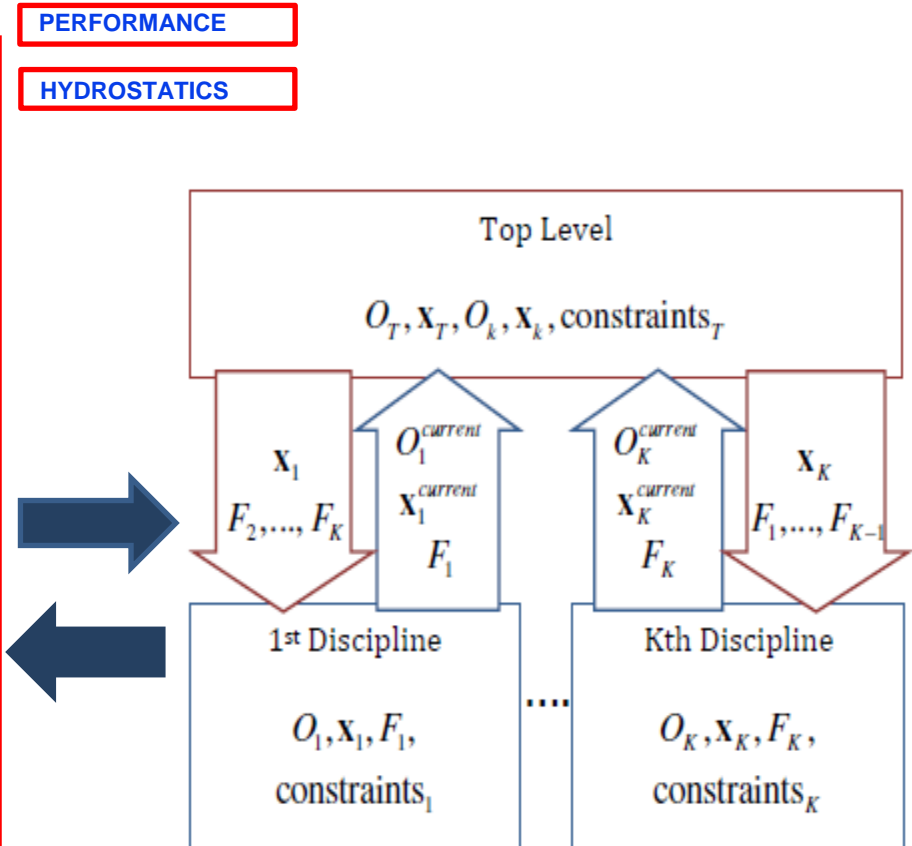 PERFORMANCE
HYDROSTATICS
Top Level
O_T, x_T, O_k, x_k, constraints_T
x_1
F_2,..., F_K
O_1^current
x_1^current
F_1
O_K^current
x_K^current
F_K
x_K
F_1,..., F_{K-1}
1st Discipline
O_1, x_1, F_1,
constraints_1
....
Kth Discipline
O_K, x_K, F_K,
constraints_K